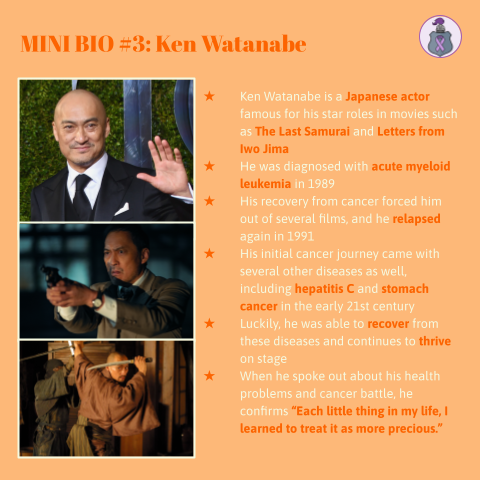 MINI BIO #3: Ken Watanabe
★ Ken Watanabe is a Japanese actor
famous for his star roles in movies such
as The Last Samurai and Letters from
Iwo Jima
★ He was diagnosed with acute myeloid
leukemia in 1989
★ His recovery from cancer forced him
out of several films, and he relapsed
again in 1991
★ His initial cancer journey came with
several other diseases as well,
including hepatitis C and stomach
cancer in the early 21st century
★ Luckily, he was able to recover from
these diseases and continues to thrive
on stage
★ When he spoke out about his health
problems and cancer battle, he
confirms “Each little thing in my life, I
learned to treat it as more precious.”